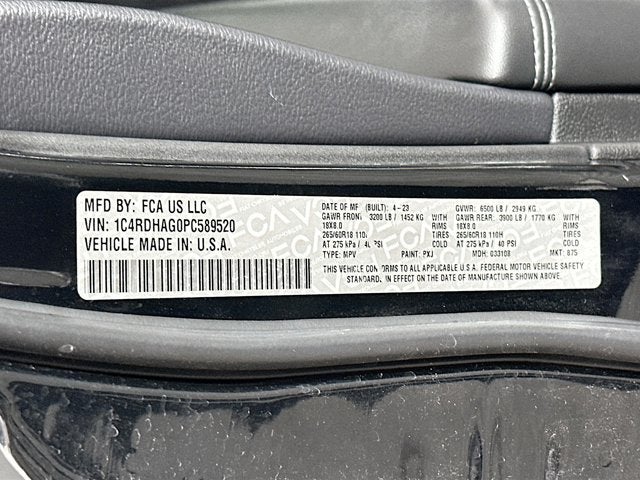 MFD BY: FCA US LLC
VIN: 1C4RDHAG0PC589520
VEHICLE MADE IN: U.S.A.
DATE OF MF (BUILT): 4-23 GVWR: 6500 LB / 2949 KG
GAWR FRONT: 3200 LB / 1452 KG GAWR REAR: 3900 LB / 1770 KG
18X8.0 RIMS 18X8.0 RIMS
265/60R18 110 TIRES 265/60R18 110H TIRES
AT 275 kPa / 40 PSI COLD AT 275 kPa / 40 PSI COLD
TYPE: MPV PAINT: PXJ MDH: 033108 MKT: 875
THIS VEHICLE CONFORMS TO ALL APPLICABLE U.S.A. FEDERAL MOTOR VEHICLE SAFETY
STANDARDS IN EFFECT ON THE DATE OF MANUFACTURE SHOWN ABOVE.
FCA